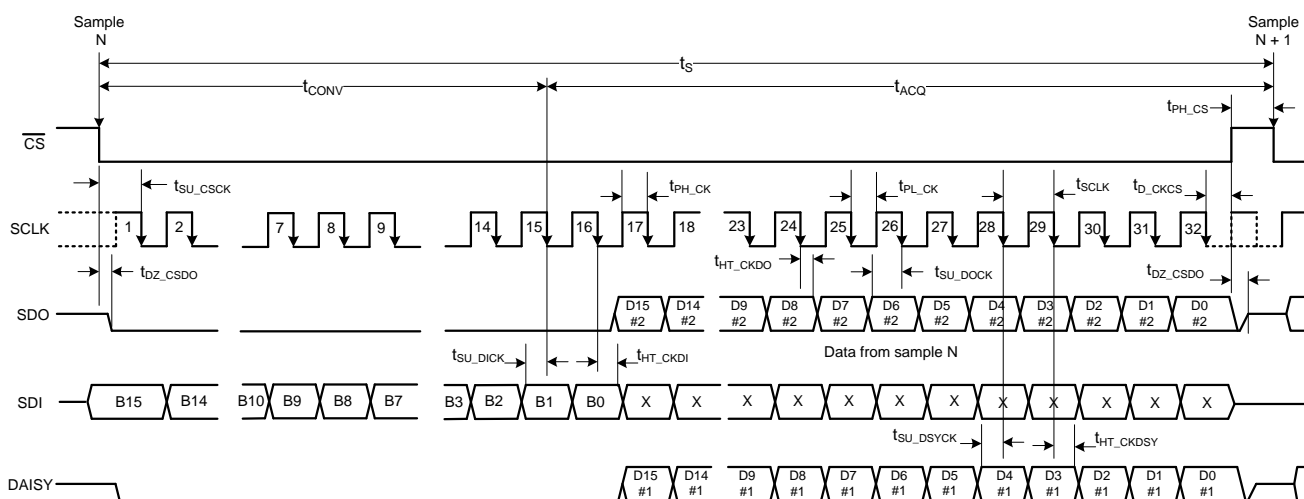 Sample
N
Sample
N + 1
tS
tCONV
tACQ
tPH_CS
CS
tSU_CSCK
tPH_CK
tPL_CK
tSCLK
tD_CKCS
SCLK
1 2 7 8 9 14 15 16 17 18 23 24 25 26 27 28 29 30 31 32
tDZ_CSDO
tHT_CKDO
tSU_DOCK
tDZ_CSDO
SDO
D15 D14 D9 D8 D7 D6 D5 D4 D3 D2 D1 D0
#2 #2 #2 #2 #2 #2 #2 #2 #2 #2 #2 #2
tSU_DICK
tHT_CKDI
Data from sample N
SDI
B15 B14 B10 B9 B8 B7 B3 B2 B1 B0 X X X X X X X X X X X X
tSU_DSYCK
tHT_CKDSY
DAISY
D15 D14 D9 D8 D7 D6 D5 D4 D3 D2 D1 D0
#1 #1 #1 #1 #1 #1 #1 #1 #1 #1 #1 #1